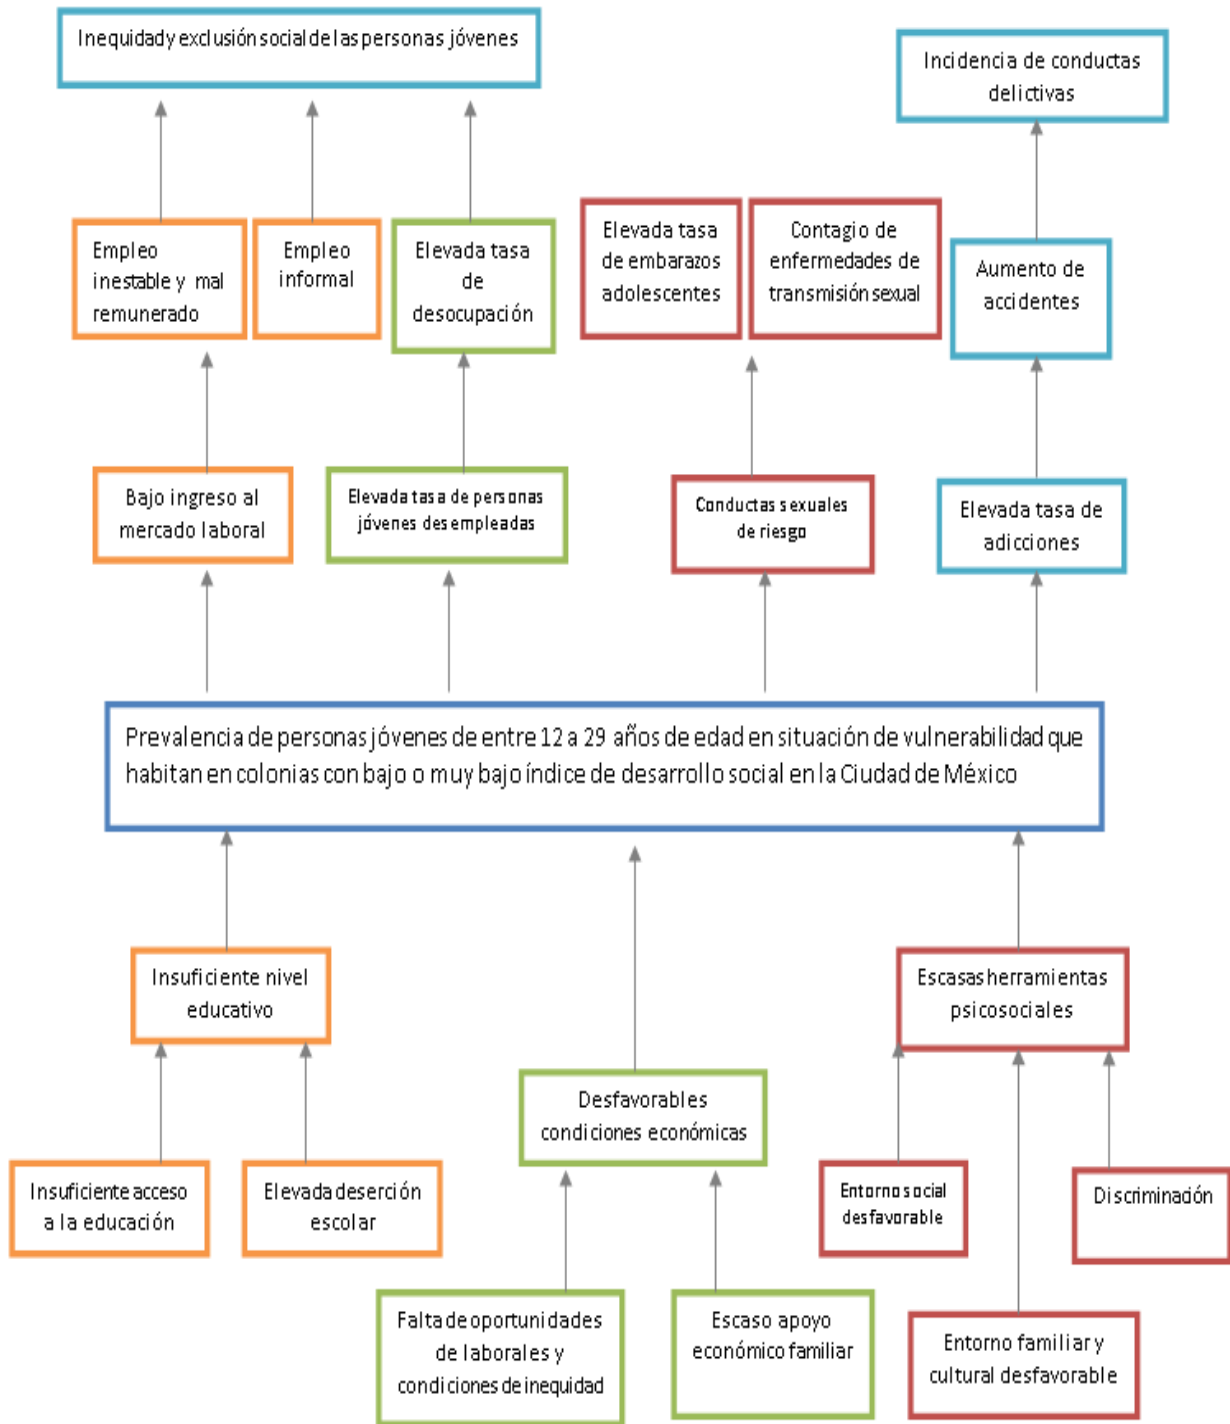 Inequidad y exclusión social de las personas jóvenes
Incidencia de conductas
delictivas
Empleo
inestable y mal
remunerado
Empleo
informal
Elevada tasa
de
desocupación
Elevada tasa
de embarazos
adolescentes
Contagio de
enfermedades de
transmisión sexual
Aumento de
accidentes
Bajo ingreso al
mercado laboral
Elevada tasa de personas
jóvenes desempleadas
Conductas sexuales
de riesgo
Elevada tasa de
adicciones
Prevalencia de personas jóvenes de entre 12 a 29 años de edad en situación de vulnerabilidad que
habitan en colonias con bajo o muy bajo índice de desarrollo social en la Ciudad de México
Insuficiente nivel
educativo
Escasas herramientas
psicosociales
Desfavorables
condiciones económicas
Insuficiente acceso
a la educación
Elevada deserción
escolar
Entorno social
desfavorable
Discriminación
Falta de oportunidades
de laborales y
condiciones de inequidad
Escaso apoyo
económico familiar
Entorno familiar y
cultural desfavorable